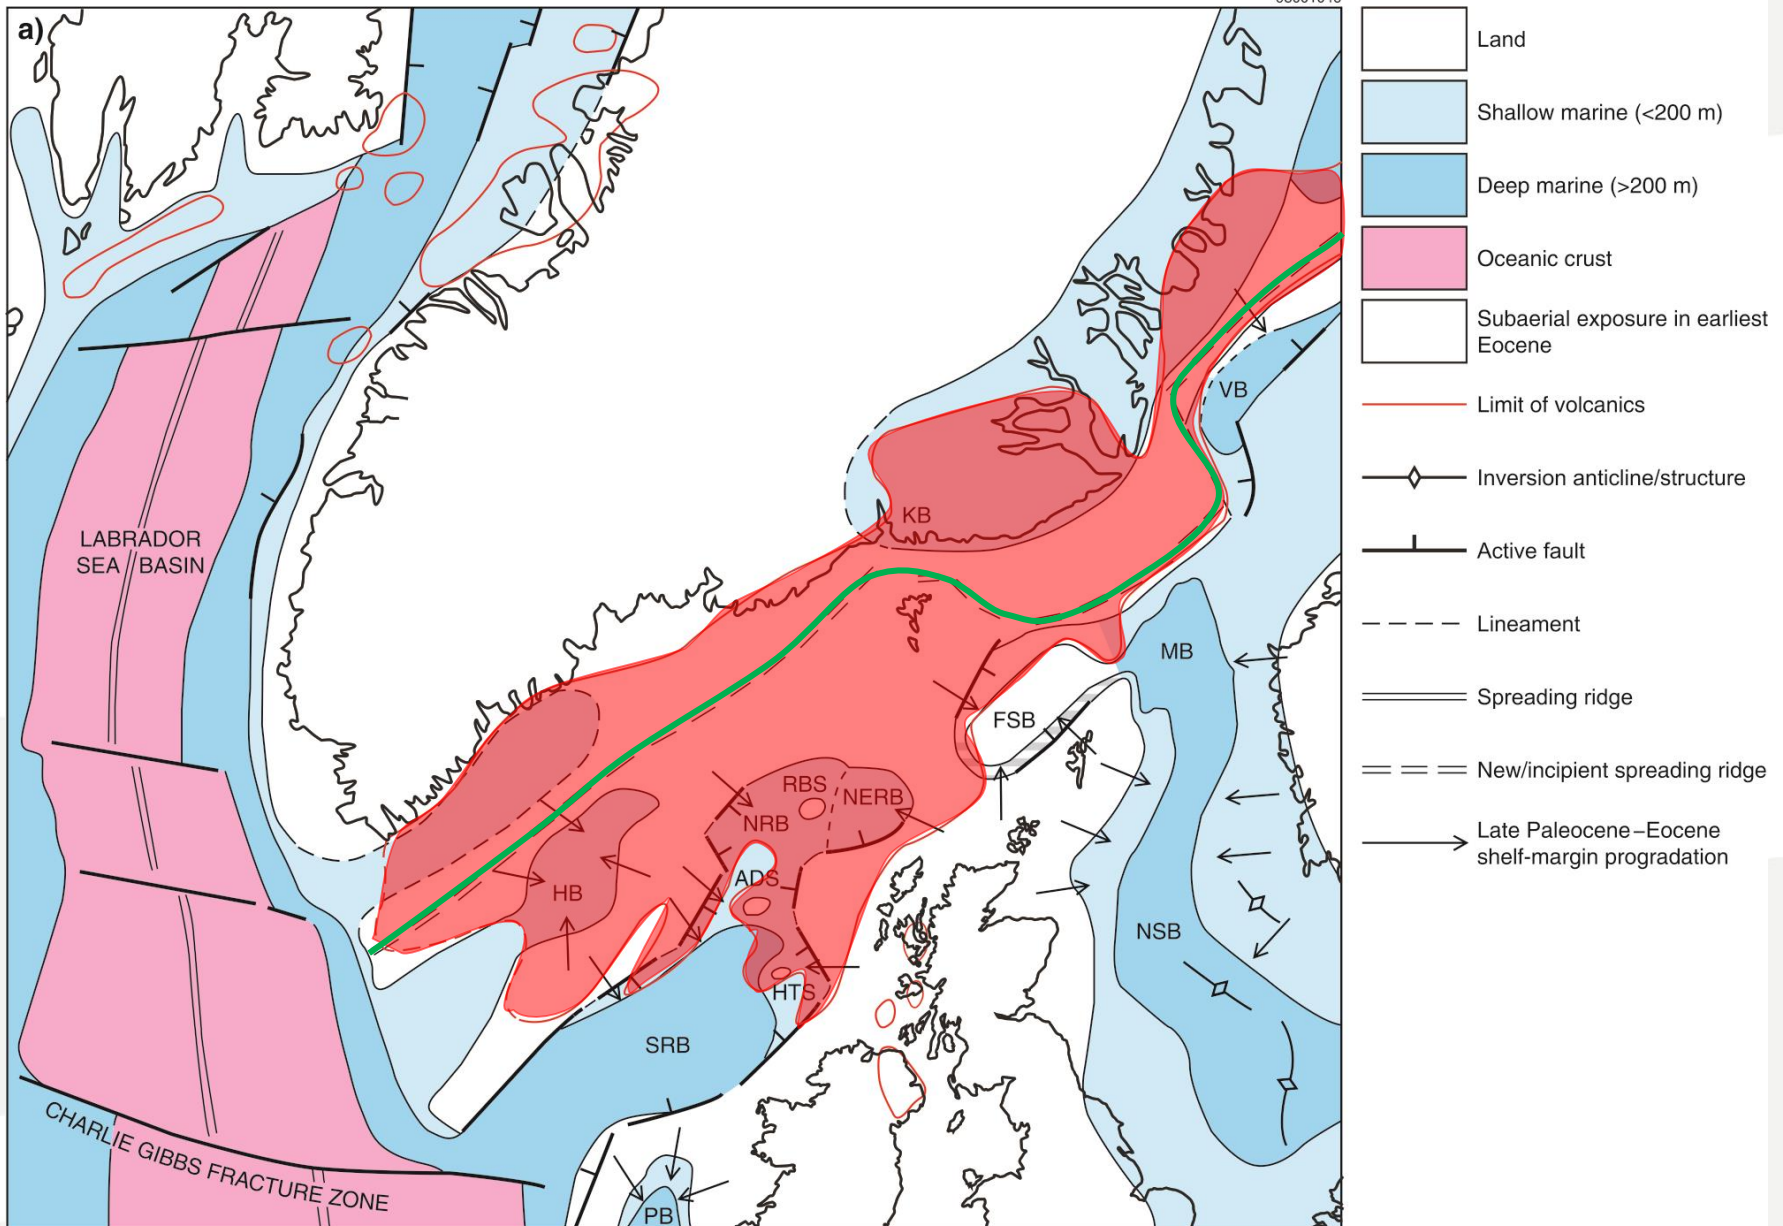 a)
LABRADOR
SEA BASIN
KB
VB
MB
FSB
RBS
NERB
NRB
ADS
HB
HTS
NSB
SRB
CHARLIE GIBBS FRACTURE ZONE
PB
Land
Shallow marine (<200 m)
Deep marine (>200 m)
Oceanic crust
Subaerial exposure in earliest
Eocene
Limit of volcanics
Inversion anticline/structure
Active fault
Lineament
Spreading ridge
New/incipient spreading ridge
Late Paleocene–Eocene
shelf-margin progradation